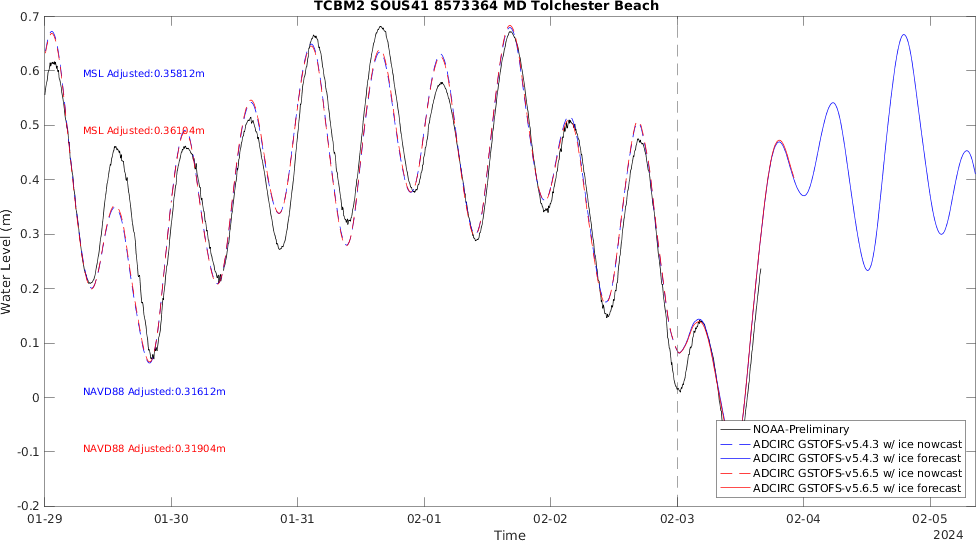 TCBM2 SOUS41 8573364 MD Tolchester Beach
Water Level (m)
0.7
0.6
0.5
0.4
0.3
0.2
0.1
0
-0.1
-0.2
MSL Adjusted:0.35812m
MSL Adjusted:0.36194m
NAVD88 Adjusted:0.31612m
NAVD88 Adjusted:0.31904m
NOAA-Preliminary
ADCIRC GSTOFS-v5.4.3 w/ ice nowcast
ADCIRC GSTOFS-v5.4.3 w/ ice forecast
ADCIRC GSTOFS-v5.6.5 w/ ice nowcast
ADCIRC GSTOFS-v5.6.5 w/ ice forecast
01-29 01-30 01-31 02-01 02-02 02-03 02-04 02-05
Time
2024